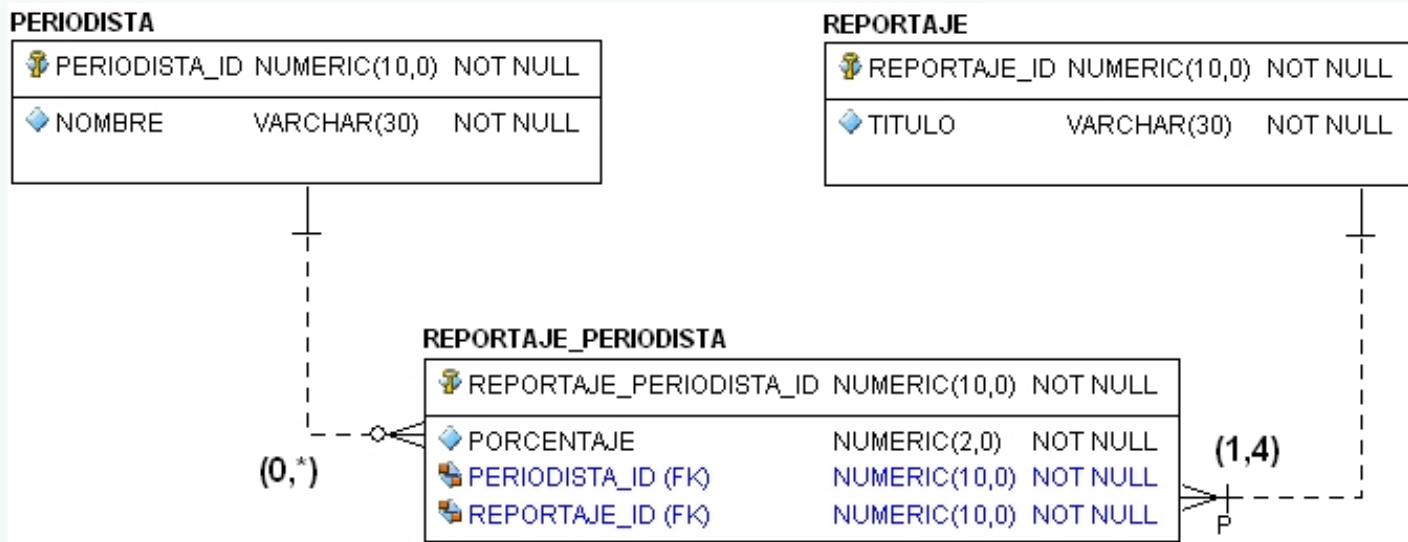 PERIODISTA
PERIODISTA_ID NUMERIC(10,0) NOT NULL
NOMBRE VARCHAR(30) NOT NULL
REPORTAJE
REPORTAJE_ID NUMERIC(10,0) NOT NULL
TITULO VARCHAR(30) NOT NULL
REPORTAJE_PERIODISTA
REPORTAJE_PERIODISTA_ID NUMERIC(10,0) NOT NULL
PORCENTAJE NUMERIC(2,0) NOT NULL
PERIODISTA_ID (FK) NUMERIC(10,0) NOT NULL
REPORTAJE_ID (FK) NUMERIC(10,0) NOT NULL
(0,*)
(1,4)
P